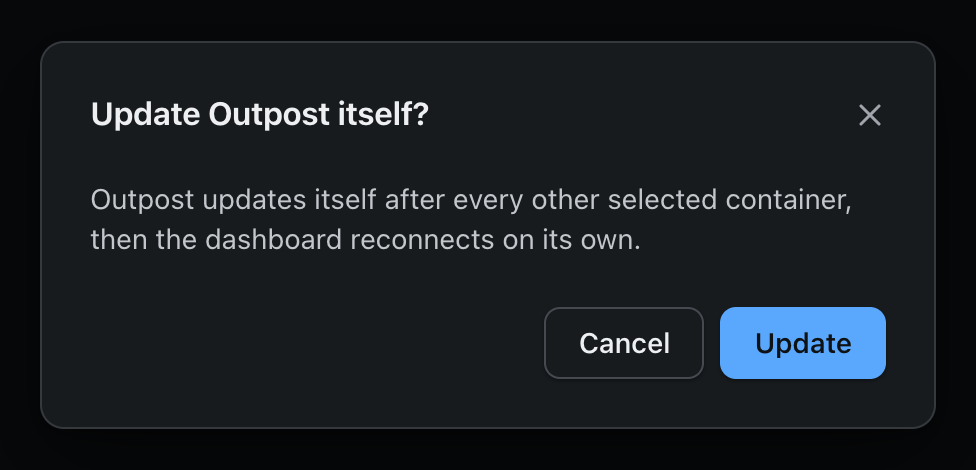 Update Outpost itself?
Outpost updates itself after every other selected container,
then the dashboard reconnects on its own.
Cancel
Update